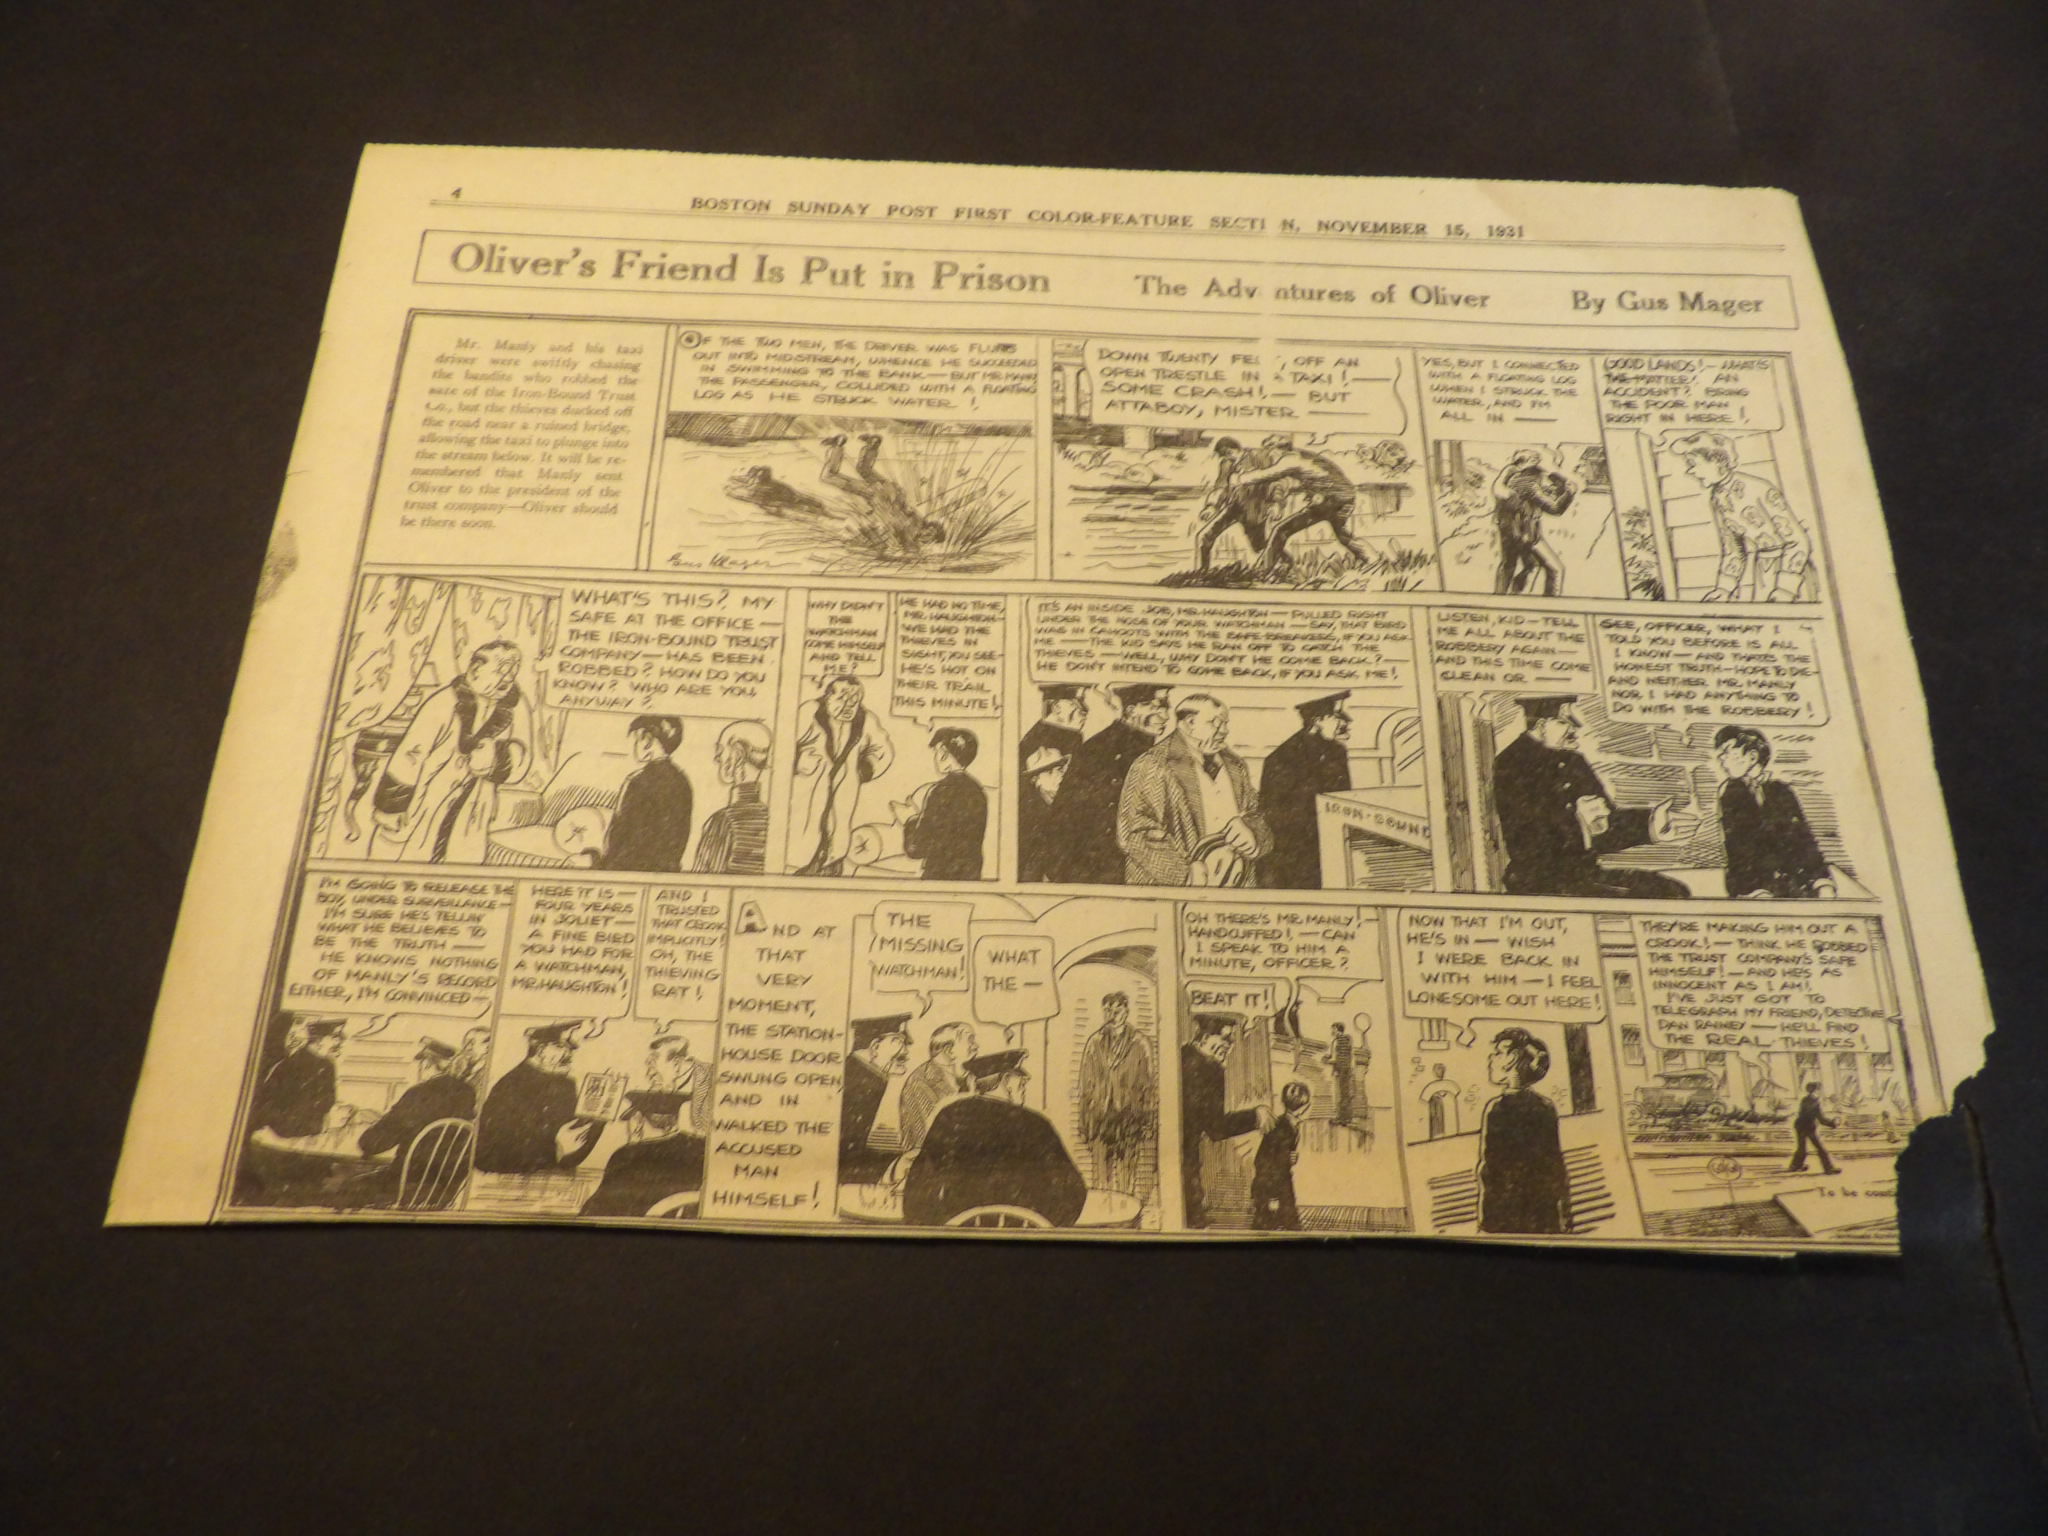 4
BOSTON SUNDAY POST FIRST COLOR-FEATURE SECTI N, NOVEMBER 15, 1931
Oliver's Friend Is Put in Prison
The Adv ntures of Oliver
By Gus Mager
Mr. Manly and his taxi
driver were swiftly chasing
the bandits who robbed the
safe of the Iron-Bound Trust
Co., but the thieves ducked off
the road near a ruined bridge,
allowing the taxi to plunge into
the stream below. It will be re-
membered that Manly sent
Oliver to the president of the
trust company—Oliver should
be there soon.
OF THE TWO MEN, THE DRIVER WAS FLUNG
OUT INTO MIDSTREAM, WHENCE HE SUCCEEDED
IN SWIMMING TO THE BANK — BUT MR. MANLY
THE PASSENGER, COLLIDED WITH A FLOATING
LOG AS HE STRUCK WATER!
Gus Mager
DOWN TWENTY FE , OFF AN
OPEN TRESTLE IN A TAXI! —
SOME CRASH! — BUT
ATTABOY, MISTER —
YES, BUT I CONNECTED
WITH A FLOATING LOG
WHEN I STRUCK THE
WATER, AND I'M
ALL IN —
GOOD LANDS! — WHAT'S
THE MATTER! AN
ACCIDENT? BRING
THE POOR MAN
RIGHT IN HERE!
WHAT'S THIS? MY
SAFE AT THE OFFICE —
THE IRON-BOUND TRUST
COMPANY — HAS BEEN
ROBBED? HOW DO YOU
KNOW? WHO ARE YOU,
ANYWAY?
WHY DIDN'T
THE
WATCHMAN
COME HIMSELF
AND TELL
ME?
HE HAD NO TIME,
MR. HAUGHTON —
WE HAD THE
THIEVES IN
SIGHT, YOU SEE —
HE'S HOT ON
THEIR TRAIL
THIS MINUTE!
IT'S AN INSIDE JOB, MR. HAUGHTON — PULLED RIGHT
UNDER THE NOSE OF YOUR WATCHMAN — SAY, THAT BIRD
WAS IN CAHOOTS WITH THE SAFE-BREAKERS, IF YOU ASK
ME — THE KID SAYS HE RAN OFF TO CATCH THE
THIEVES — WELL, WHY DON'T HE COME BACK? —
HE DON'T INTEND TO COME BACK, IF YOU ASK ME!
IRON-BOUND
LISTEN, KID — TELL
ME ALL ABOUT THE
ROBBERY AGAIN —
AND THIS TIME COME
CLEAN OR —
SEE, OFFICER, WHAT I
TOLD YOU BEFORE IS ALL
I KNOW — AND THAT'S THE
HONEST TRUTH — HOPE TO DIE —
AND NEITHER MR. MANLY
NOR I HAD ANYTHING TO
DO WITH THE ROBBERY!
I'M GOING TO RELEASE THE
BOY, UNDER SURVEILLANCE —
I'M SURE HE'S TELLIN'
WHAT HE BELIEVES TO
BE THE TRUTH —
HE KNOWS NOTHING
OF MANLY'S RECORD
EITHER, I'M CONVINCED —
HERE IT IS —
FOUR YEARS
IN JOLIET —
A FINE BIRD
YOU HAD FOR
A WATCHMAN,
MR. HAUGHTON!
AND I
TRUSTED
THAT CROOK
IMPLICITLY!
OH, THE
THIEVING
RAT!
AND AT
THAT
VERY
MOMENT,
THE STATION-
HOUSE DOOR
SWUNG OPEN
AND IN
WALKED THE
ACCUSED
MAN
HIMSELF!
THE
MISSING
WATCHMAN!
WHAT
THE —
OH THERE'S MR. MANLY! —
HANDCUFFED! — CAN
I SPEAK TO HIM A
MINUTE, OFFICER?
BEAT IT!
NOW THAT I'M OUT,
HE'S IN — WISH
I WERE BACK IN
WITH HIM — I FEEL
LONESOME OUT HERE!
THEY'RE MAKING HIM OUT A
CROOK! — THINK HE ROBBED
THE TRUST COMPANY'S SAFE
HIMSELF! — AND HE'S AS
INNOCENT AS I AM!
I'VE JUST GOT TO
TELEGRAPH MY FRIEND, DETECTIVE
DAN RAINEY — HE'LL FIND
THE REAL THIEVES!
To be cont